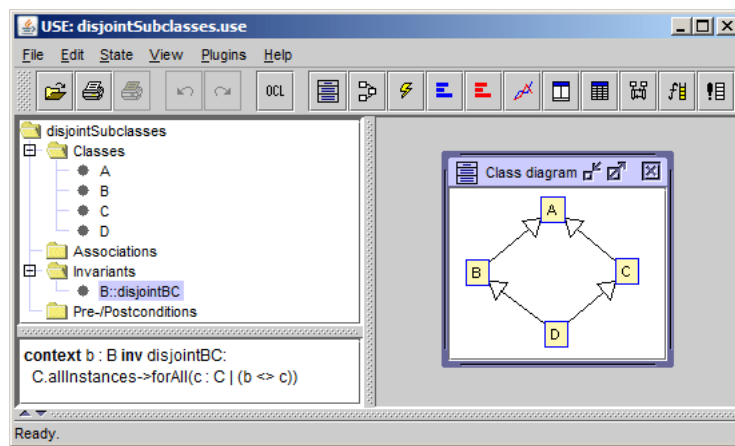 USE: disjointSubclasses.use
File Edit State View Plugins Help
OCL
disjointSubclasses
Classes
A
B
C
D
Associations
Invariants
B::disjointBC
Pre-/Postconditions
context b : B inv disjointBC:
C.allInstances->forAll(c : C | (b <> c))
Class diagram
A
B
C
D
Ready.